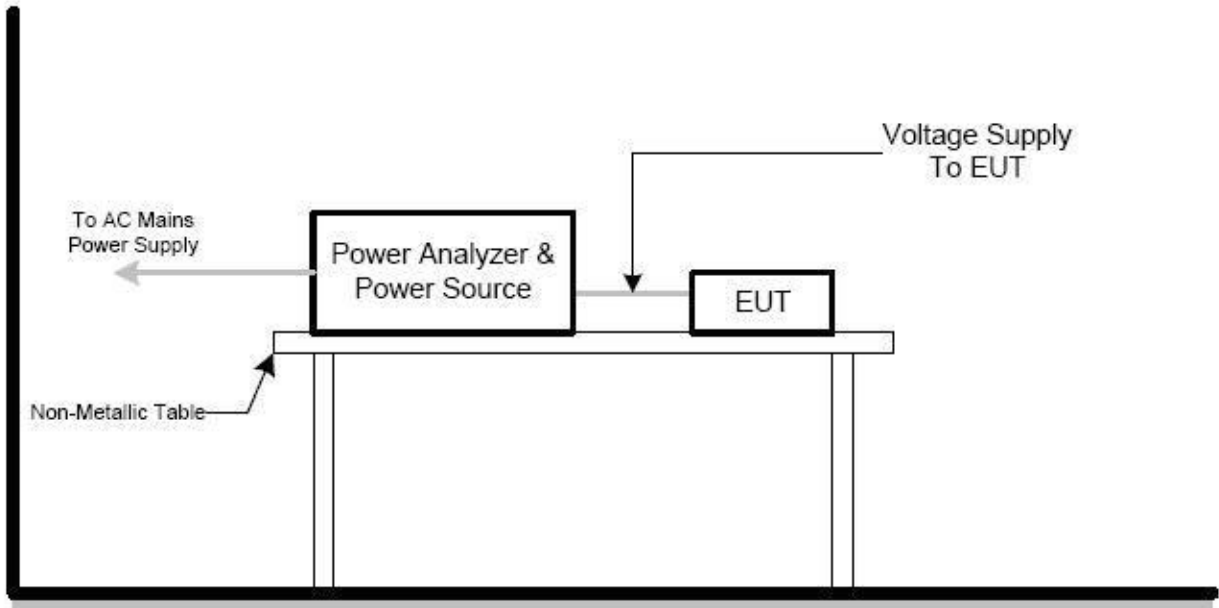 Voltage Supply
To EUT
To AC Mains
Power Supply
Power Analyzer &
Power Source
EUT
Non-Metallic Table